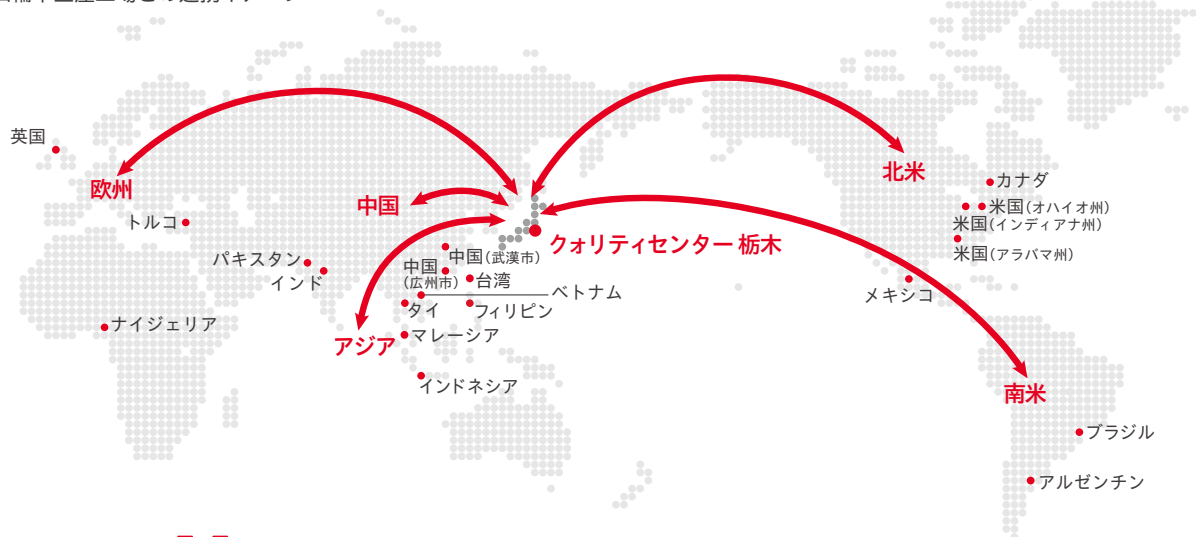 英国
欧州
トルコ
中国
パキスタン
インド
ナイジェリア
アジア
中国(武漢市)
中国
(広州市)
台湾
ベトナム
タイ
フィリピン
マレーシア
インドネシア
クォリティセンター 栃木
北米
カナダ
米国(オハイオ州)
米国(インディアナ州)
米国(アラバマ州)
メキシコ
南米
ブラジル
アルゼンチン